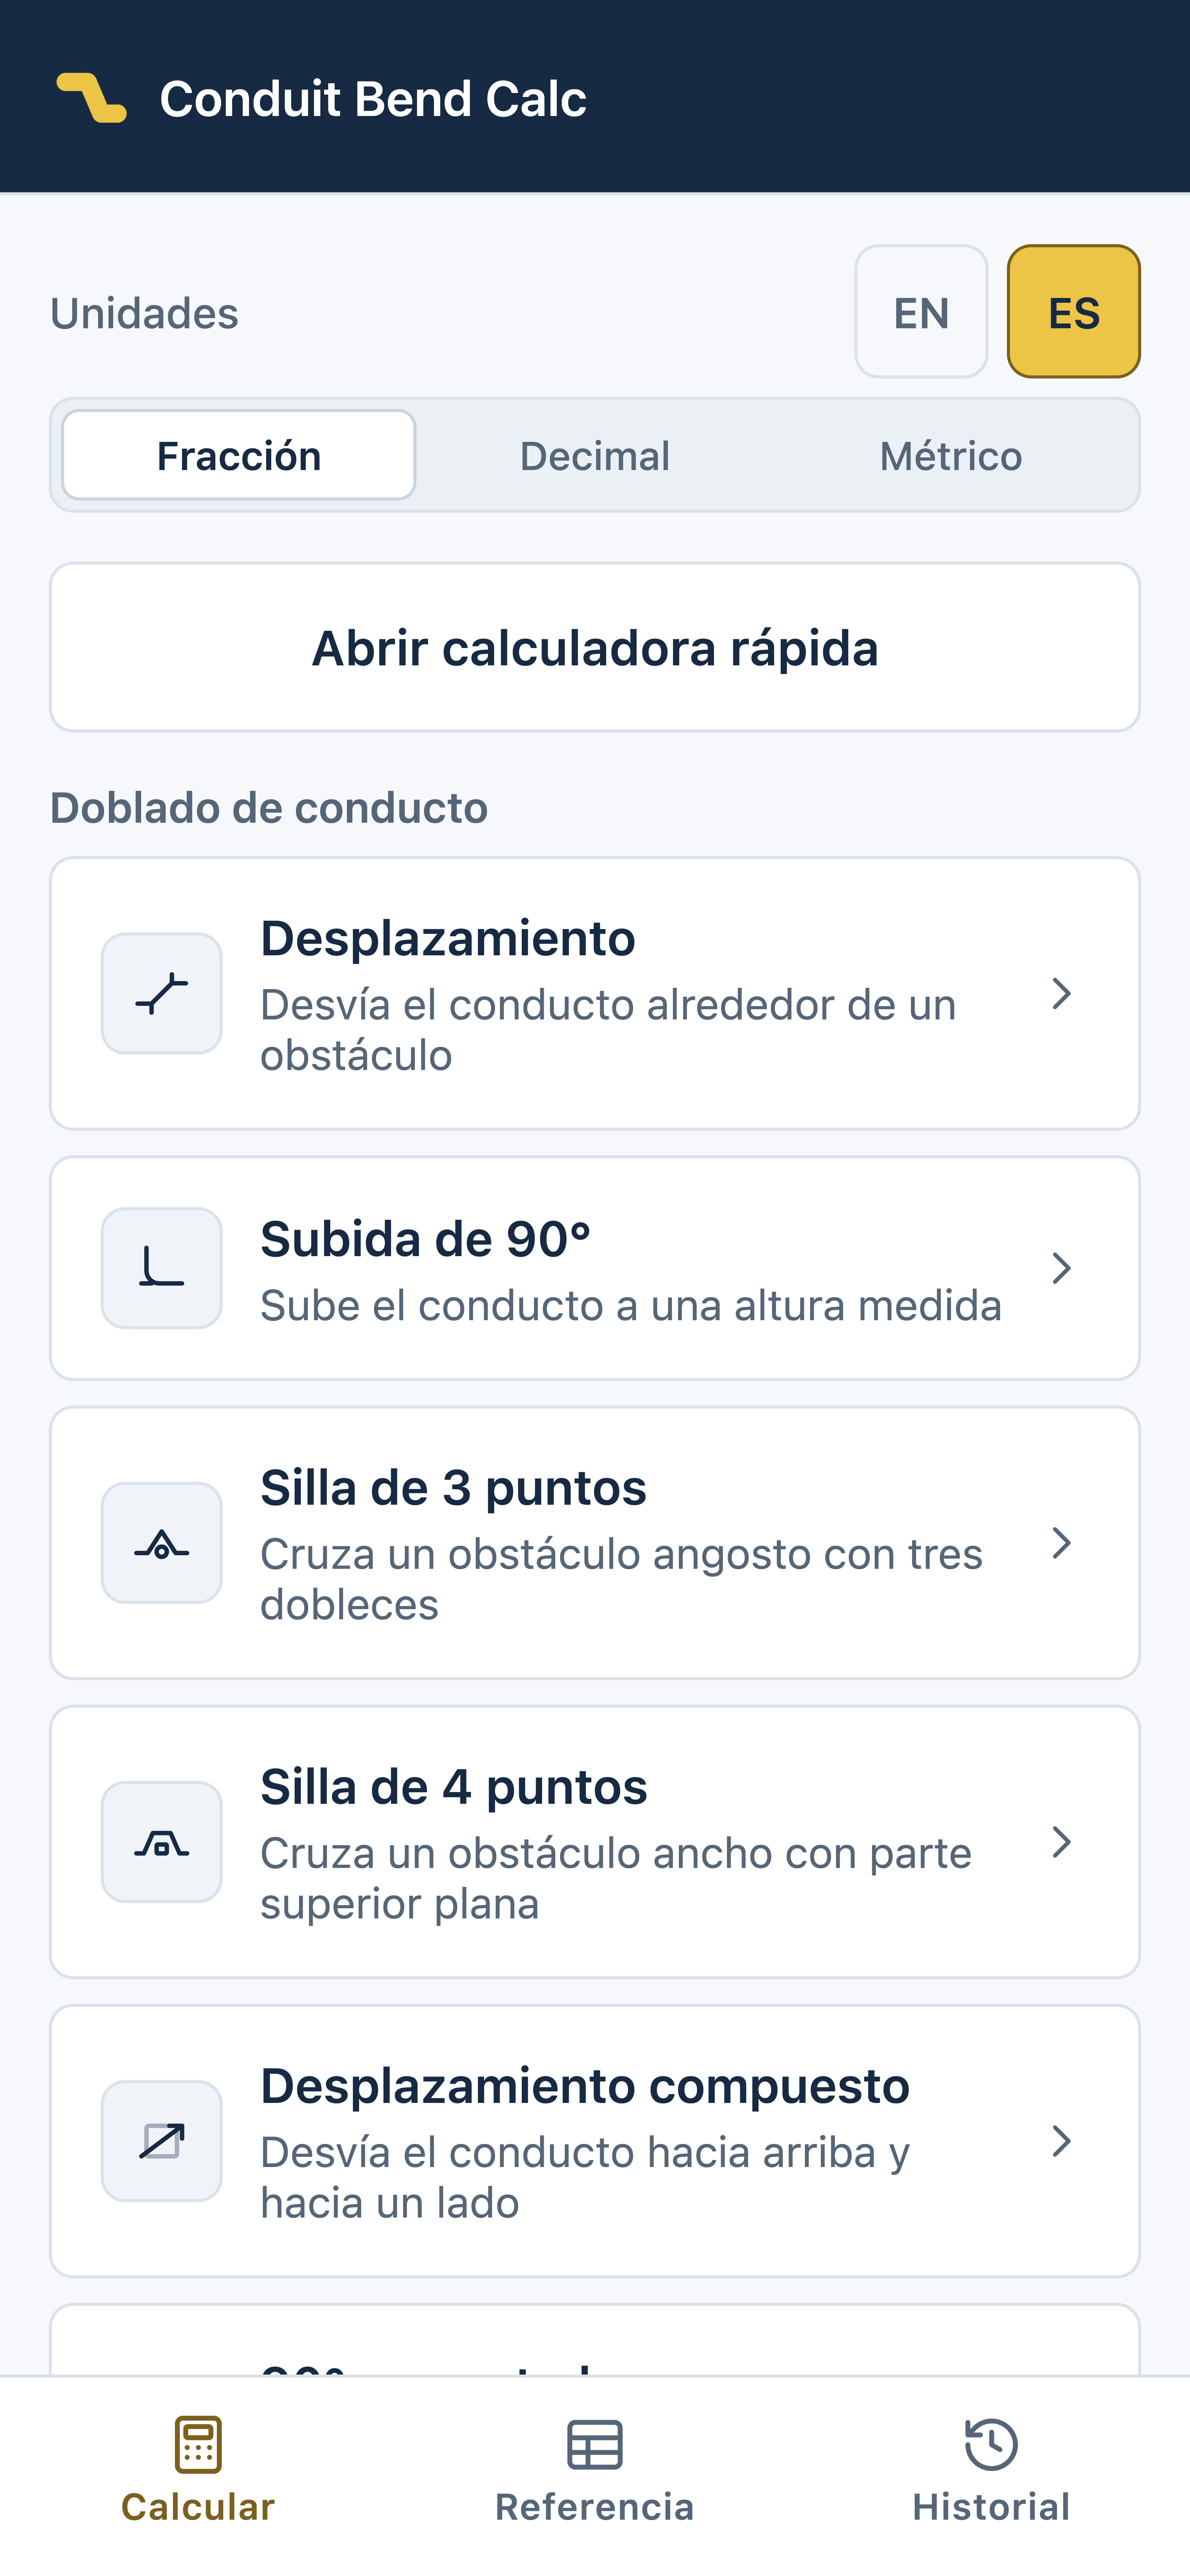 Conduit Bend Calc
Unidades
EN
ES
Fracción
Decimal
Métrico
Abrir calculadora rápida
Doblado de conducto
Desplazamiento
Desvía el conducto alrededor de un
obstáculo
Subida de 90°
Sube el conducto a una altura medida
Silla de 3 puntos
Cruza un obstáculo angosto con tres
dobleces
Silla de 4 puntos
Cruza un obstáculo ancho con parte
superior plana
Desplazamiento compuesto
Desvía el conducto hacia arriba y
hacia un lado
Calcular
Referencia
Historial